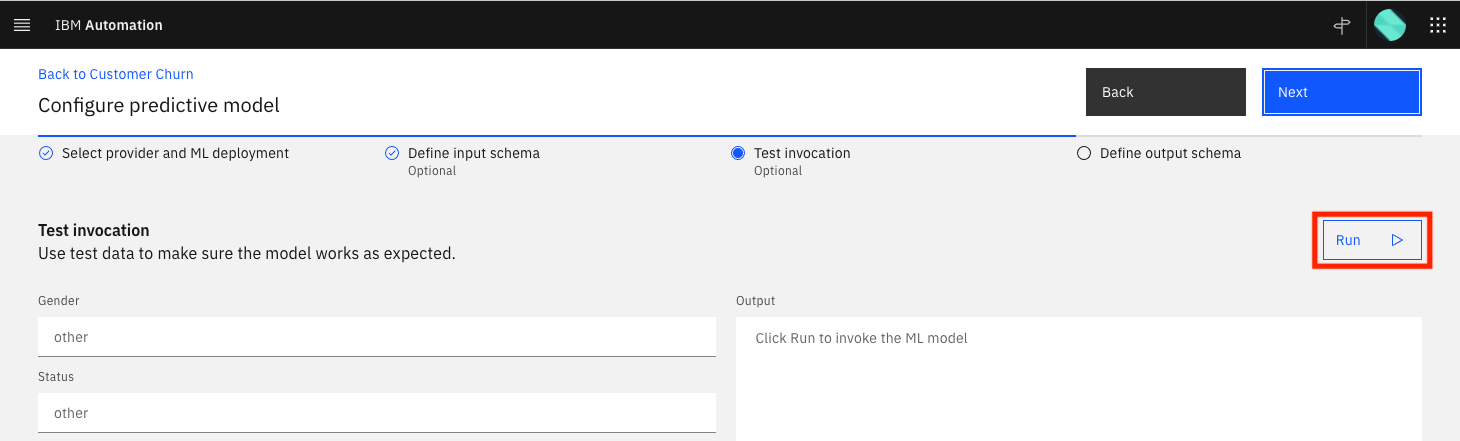 IBM Automation
Back to Customer Churn
Configure predictive model
Back
Next
Select provider and ML deployment
Define input schema
Optional
Test invocation
Optional
Define output schema
Test invocation
Use test data to make sure the model works as expected.
Run
Gender
other
Status
other
Output
Click Run to invoke the ML model